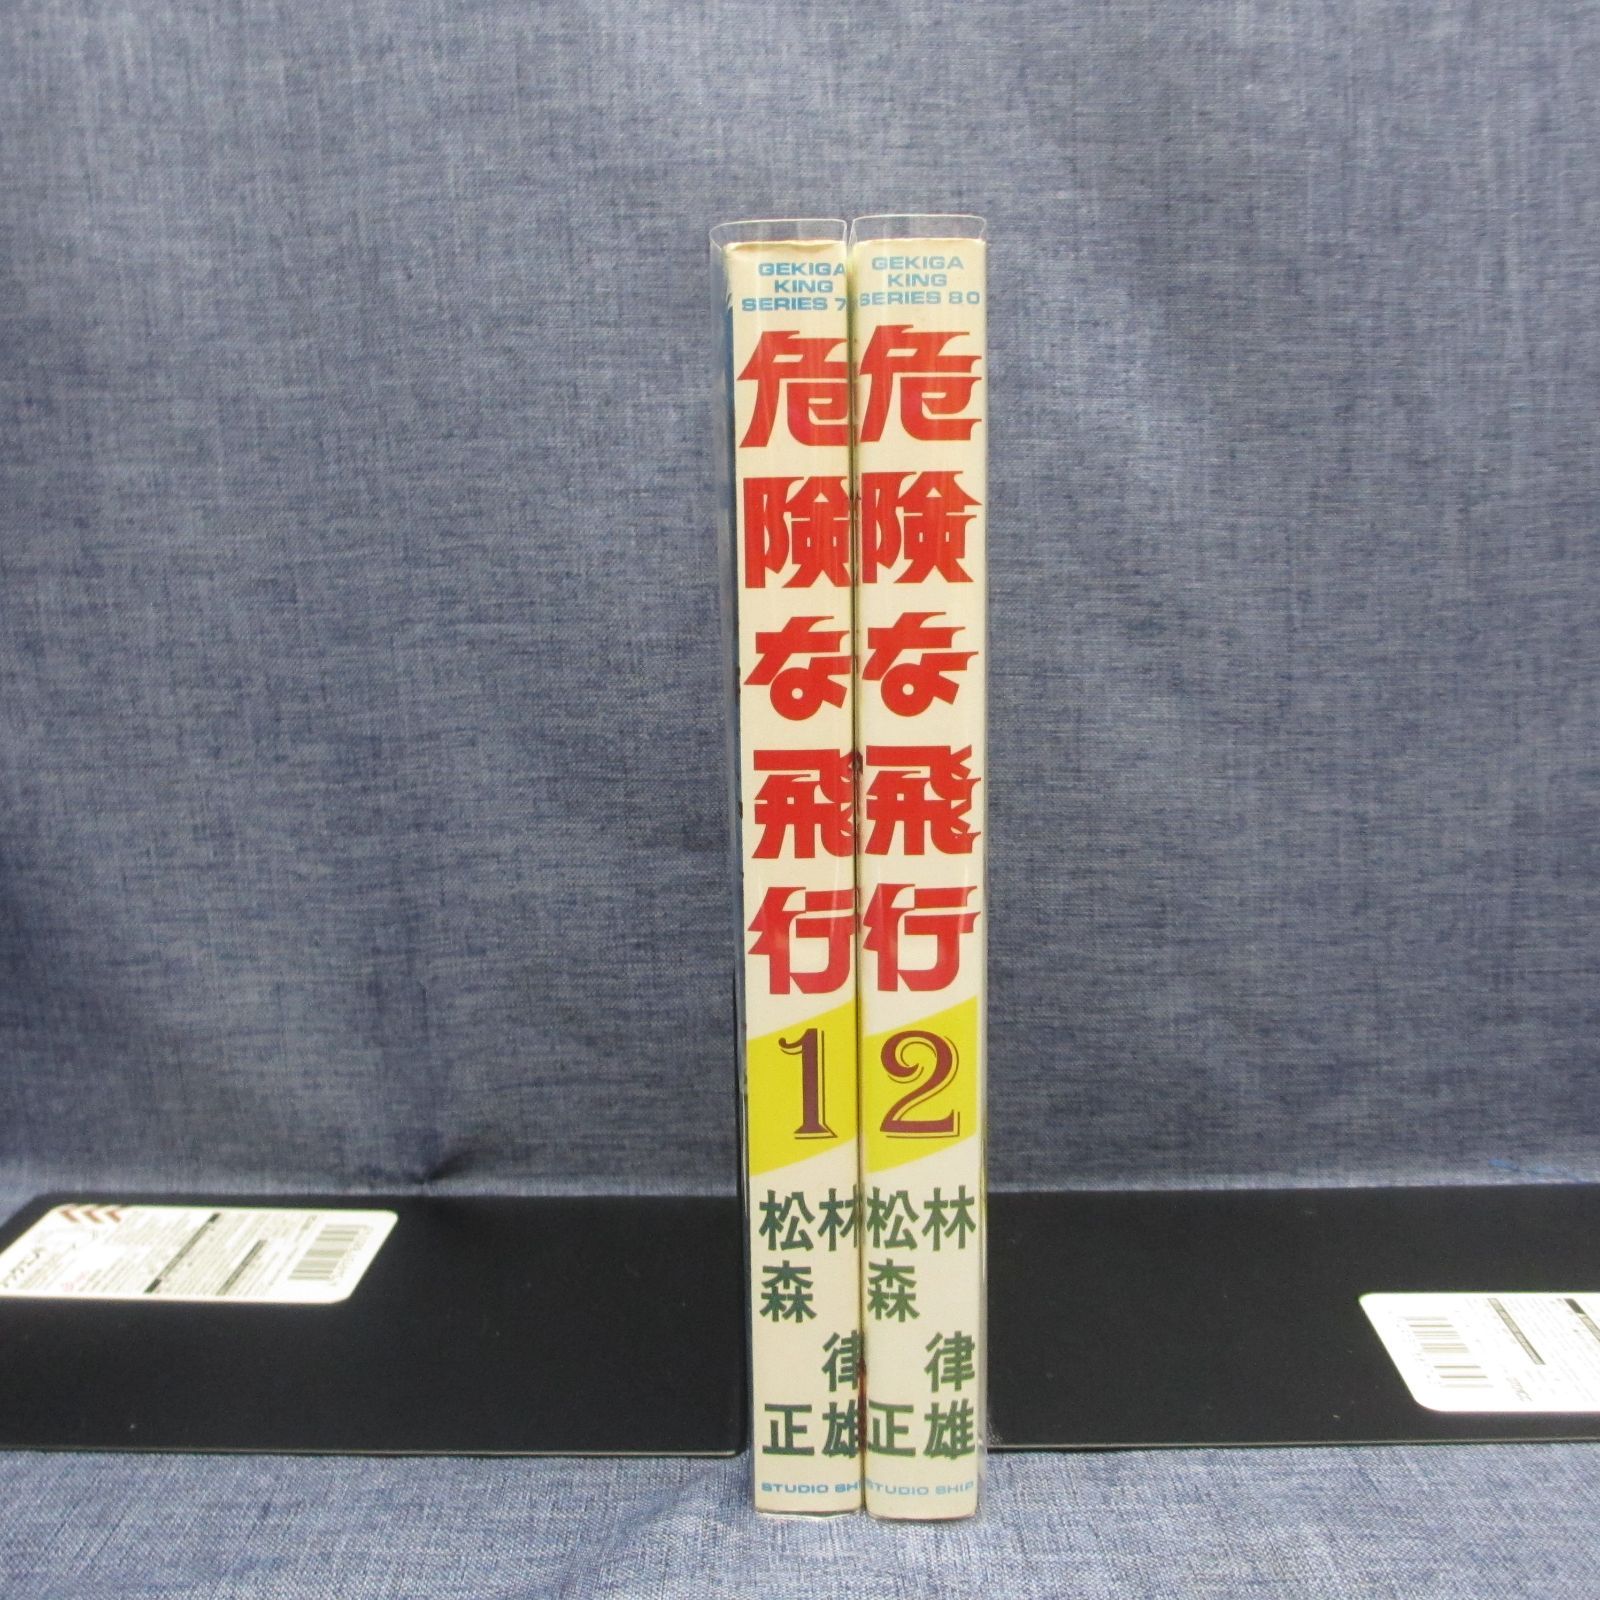 GEKIGA
KING
SERIES 7
危険な飛行
1
林律雄
松森正
STUDIO SHI
GEKIGA
KING
SERIES 80
危険な飛行
2
林律雄
松森正
STUDIO SHIP